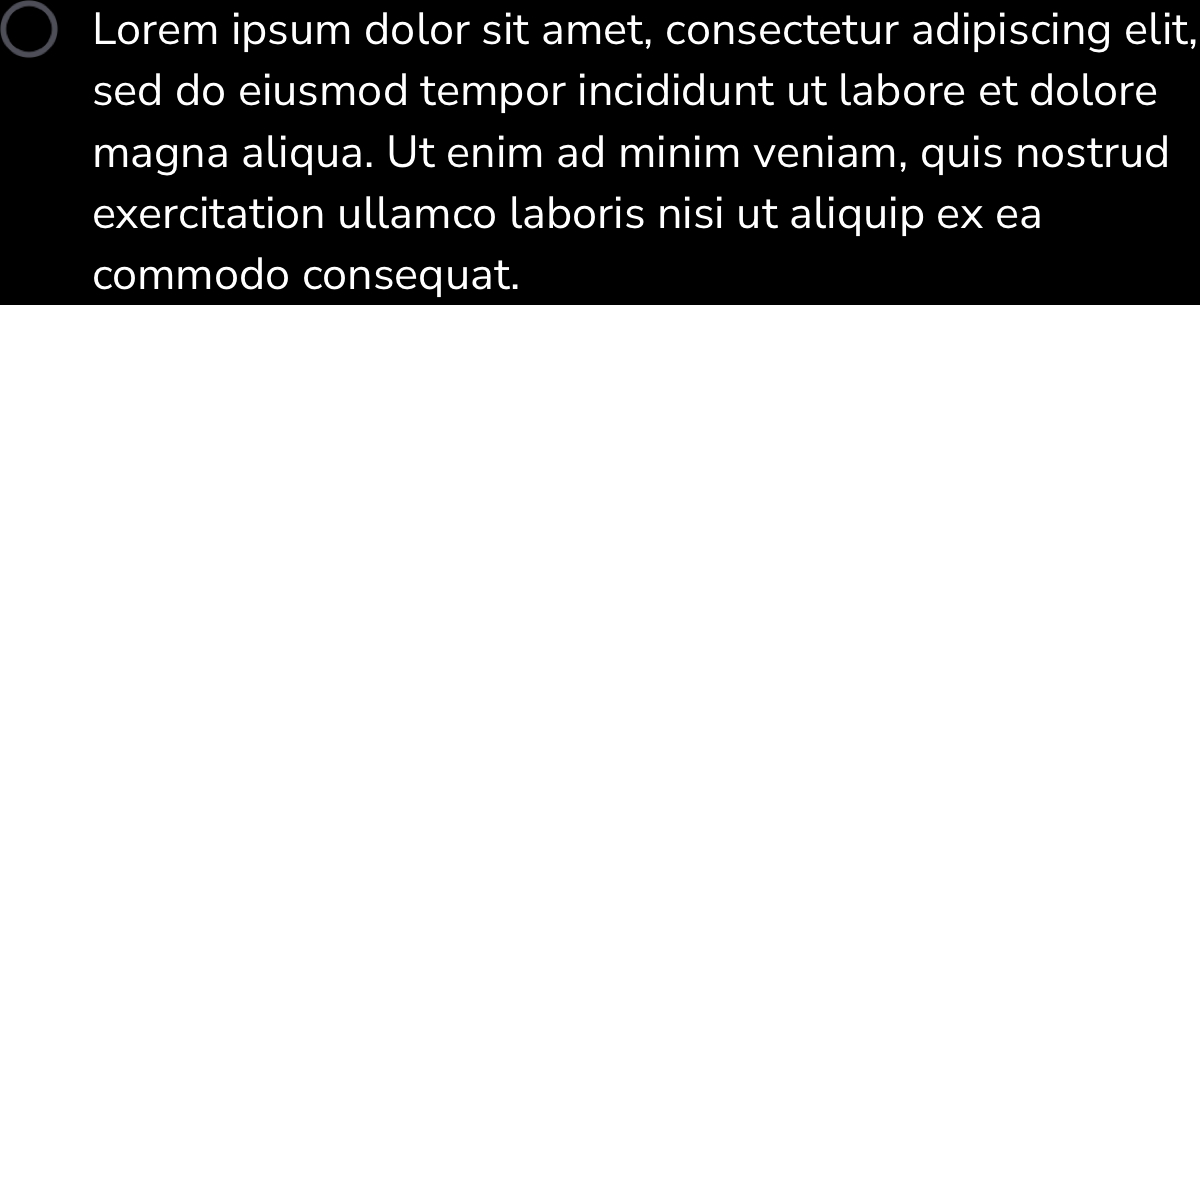 Lorem ipsum dolor sit amet, consectetur adipiscing elit,
sed do eiusmod tempor incididunt ut labore et dolore
magna aliqua. Ut enim ad minim veniam, quis nostrud
exercitation ullamco laboris nisi ut aliquip ex ea
commodo consequat.